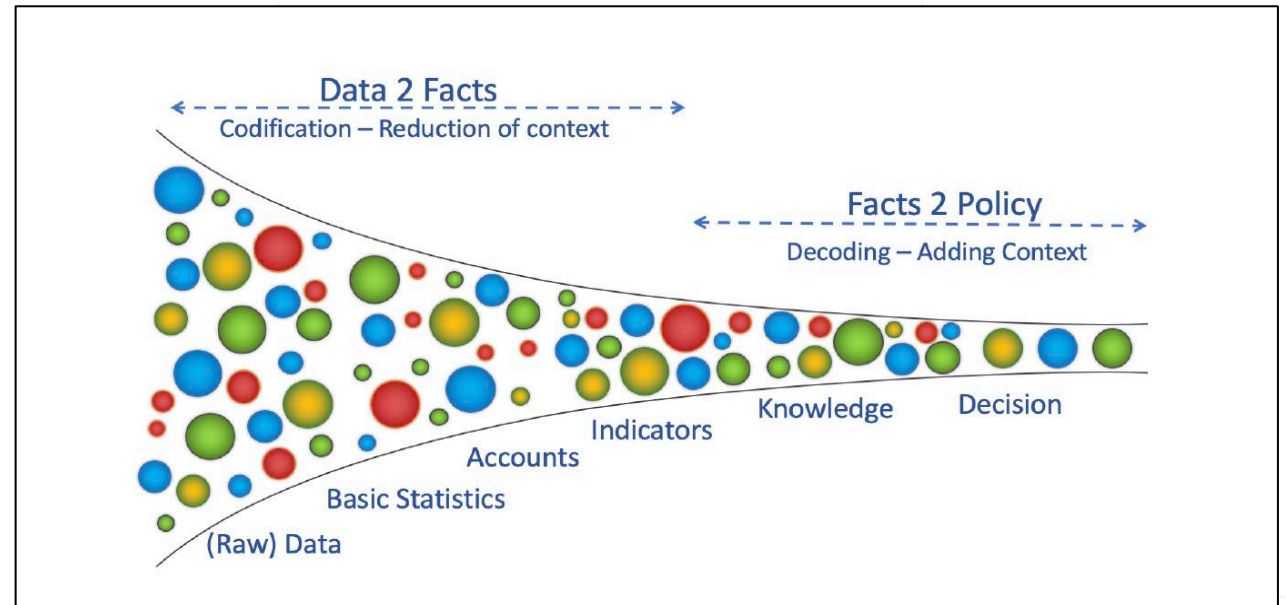 Data 2 Facts
Codification – Reduction of context
Facts 2 Policy
Decoding – Adding Context
Decision
Knowledge
Indicators
Accounts
Basic Statistics
(Raw) Data